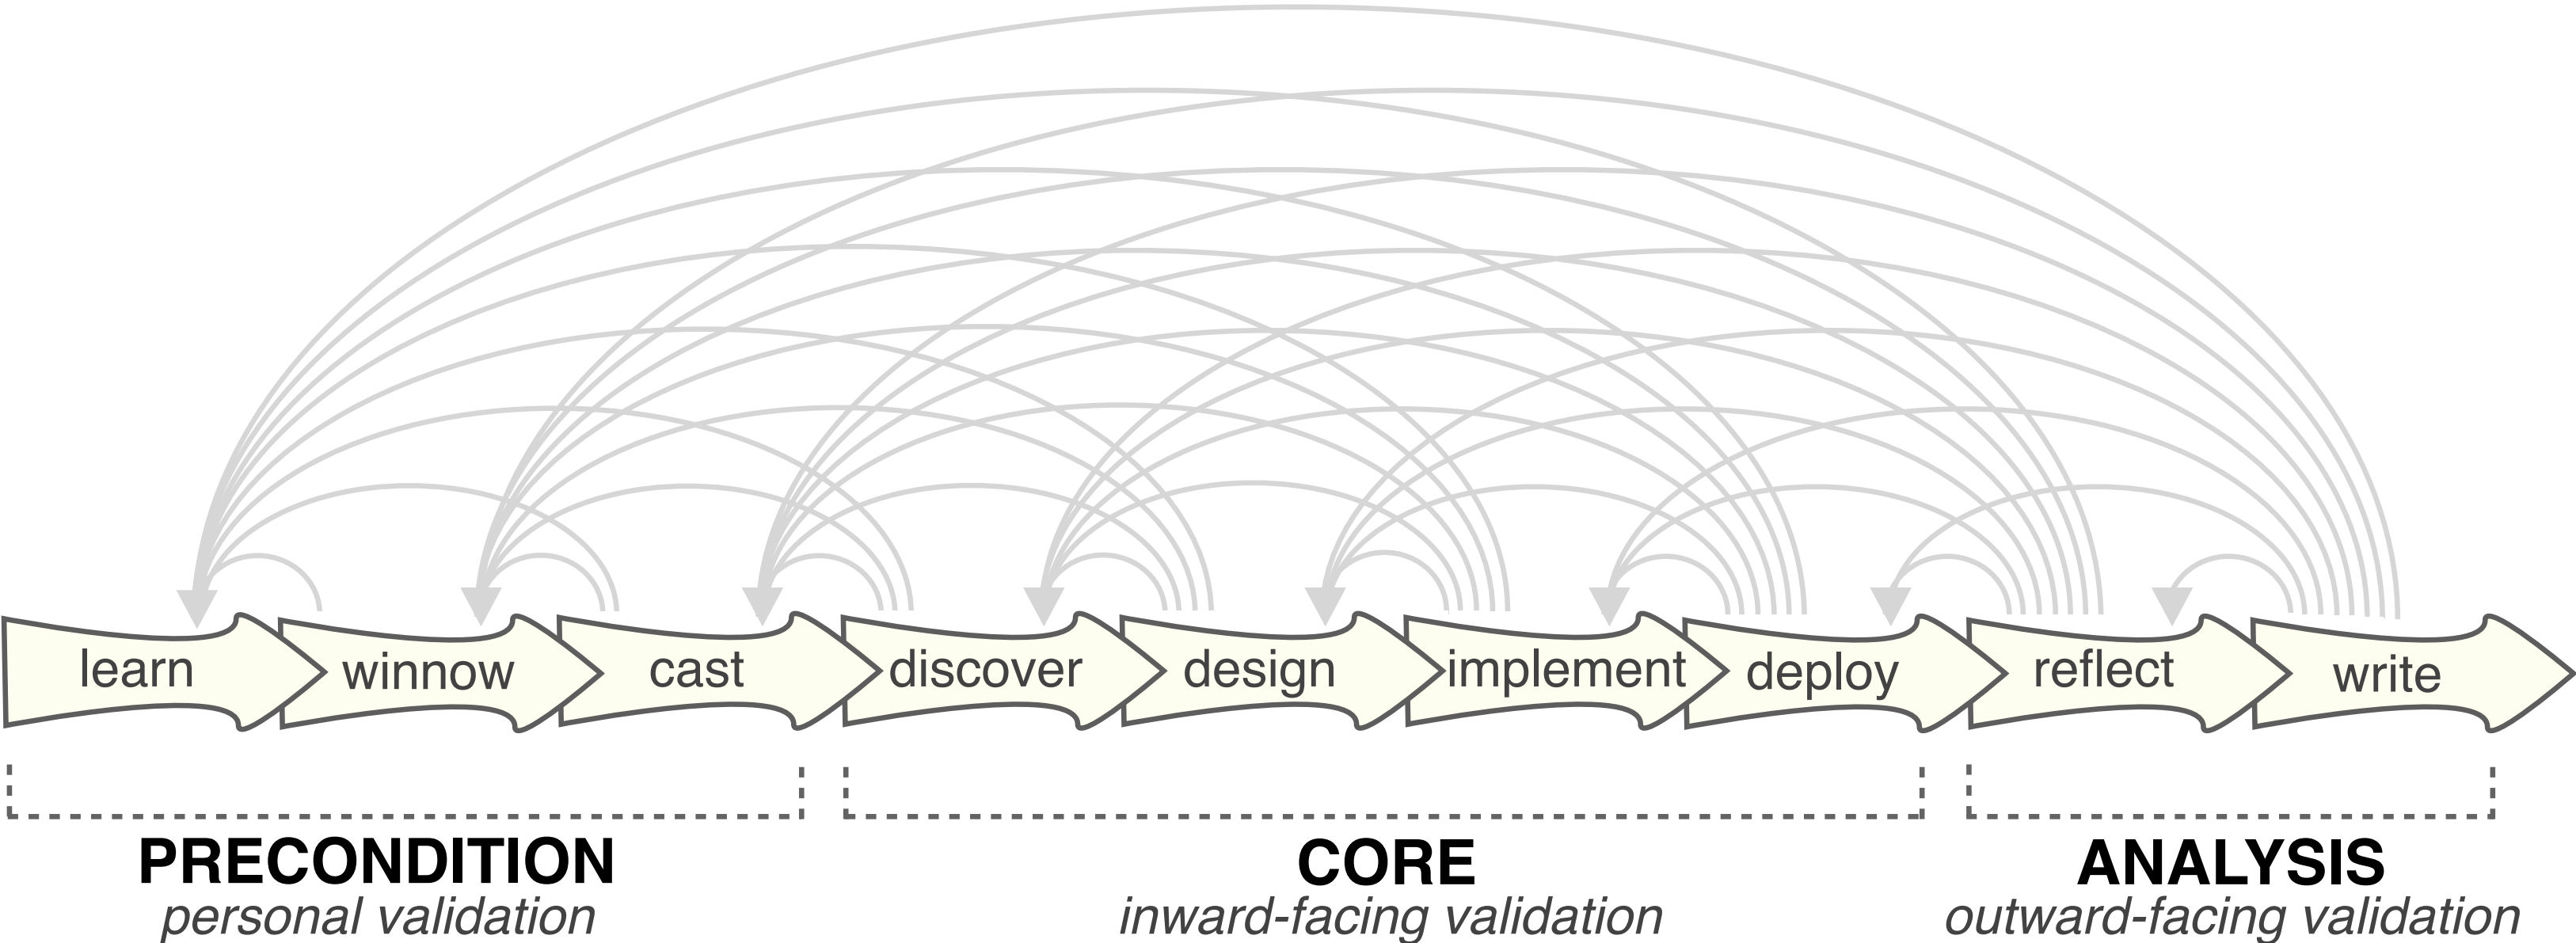 learn
winnow
cast
discover
design
implement
deploy
reflect
write
PRECONDITION
personal validation
CORE
inward-facing validation
ANALYSIS
outward-facing validation